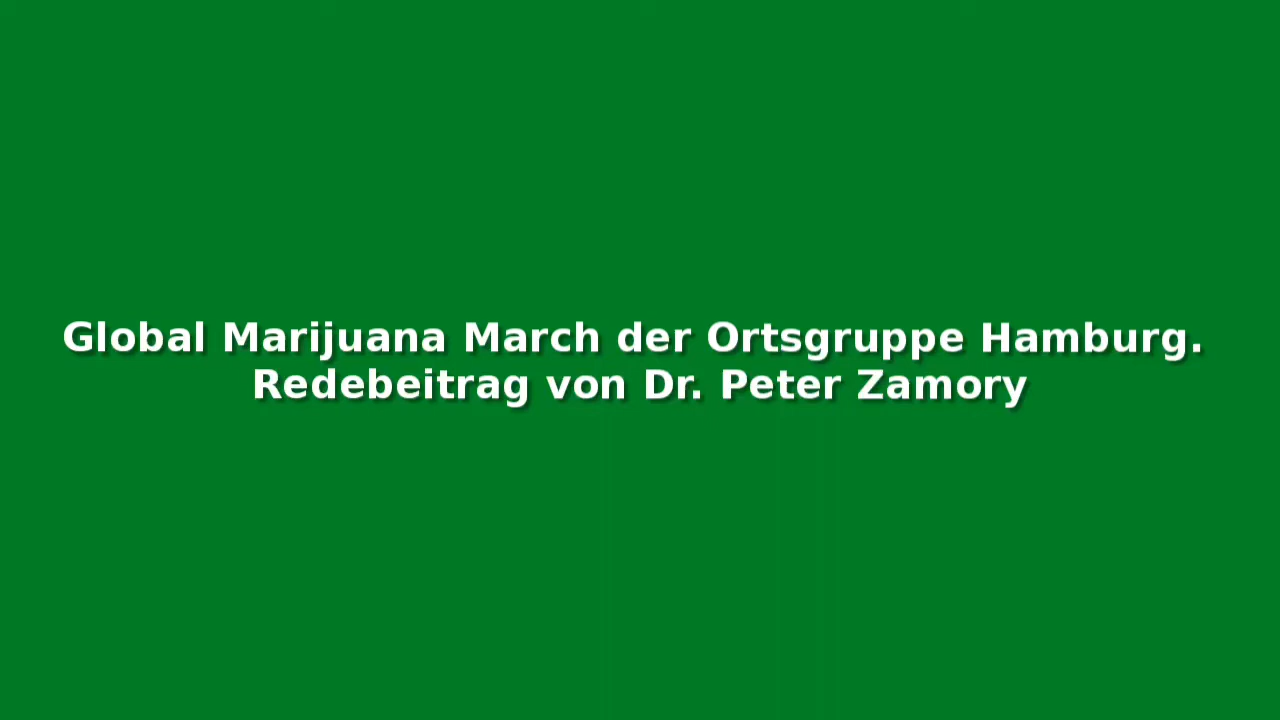 Global Marijuana March der Ortsgruppe Hamburg.
Redebeitrag von Dr. Peter Zamory